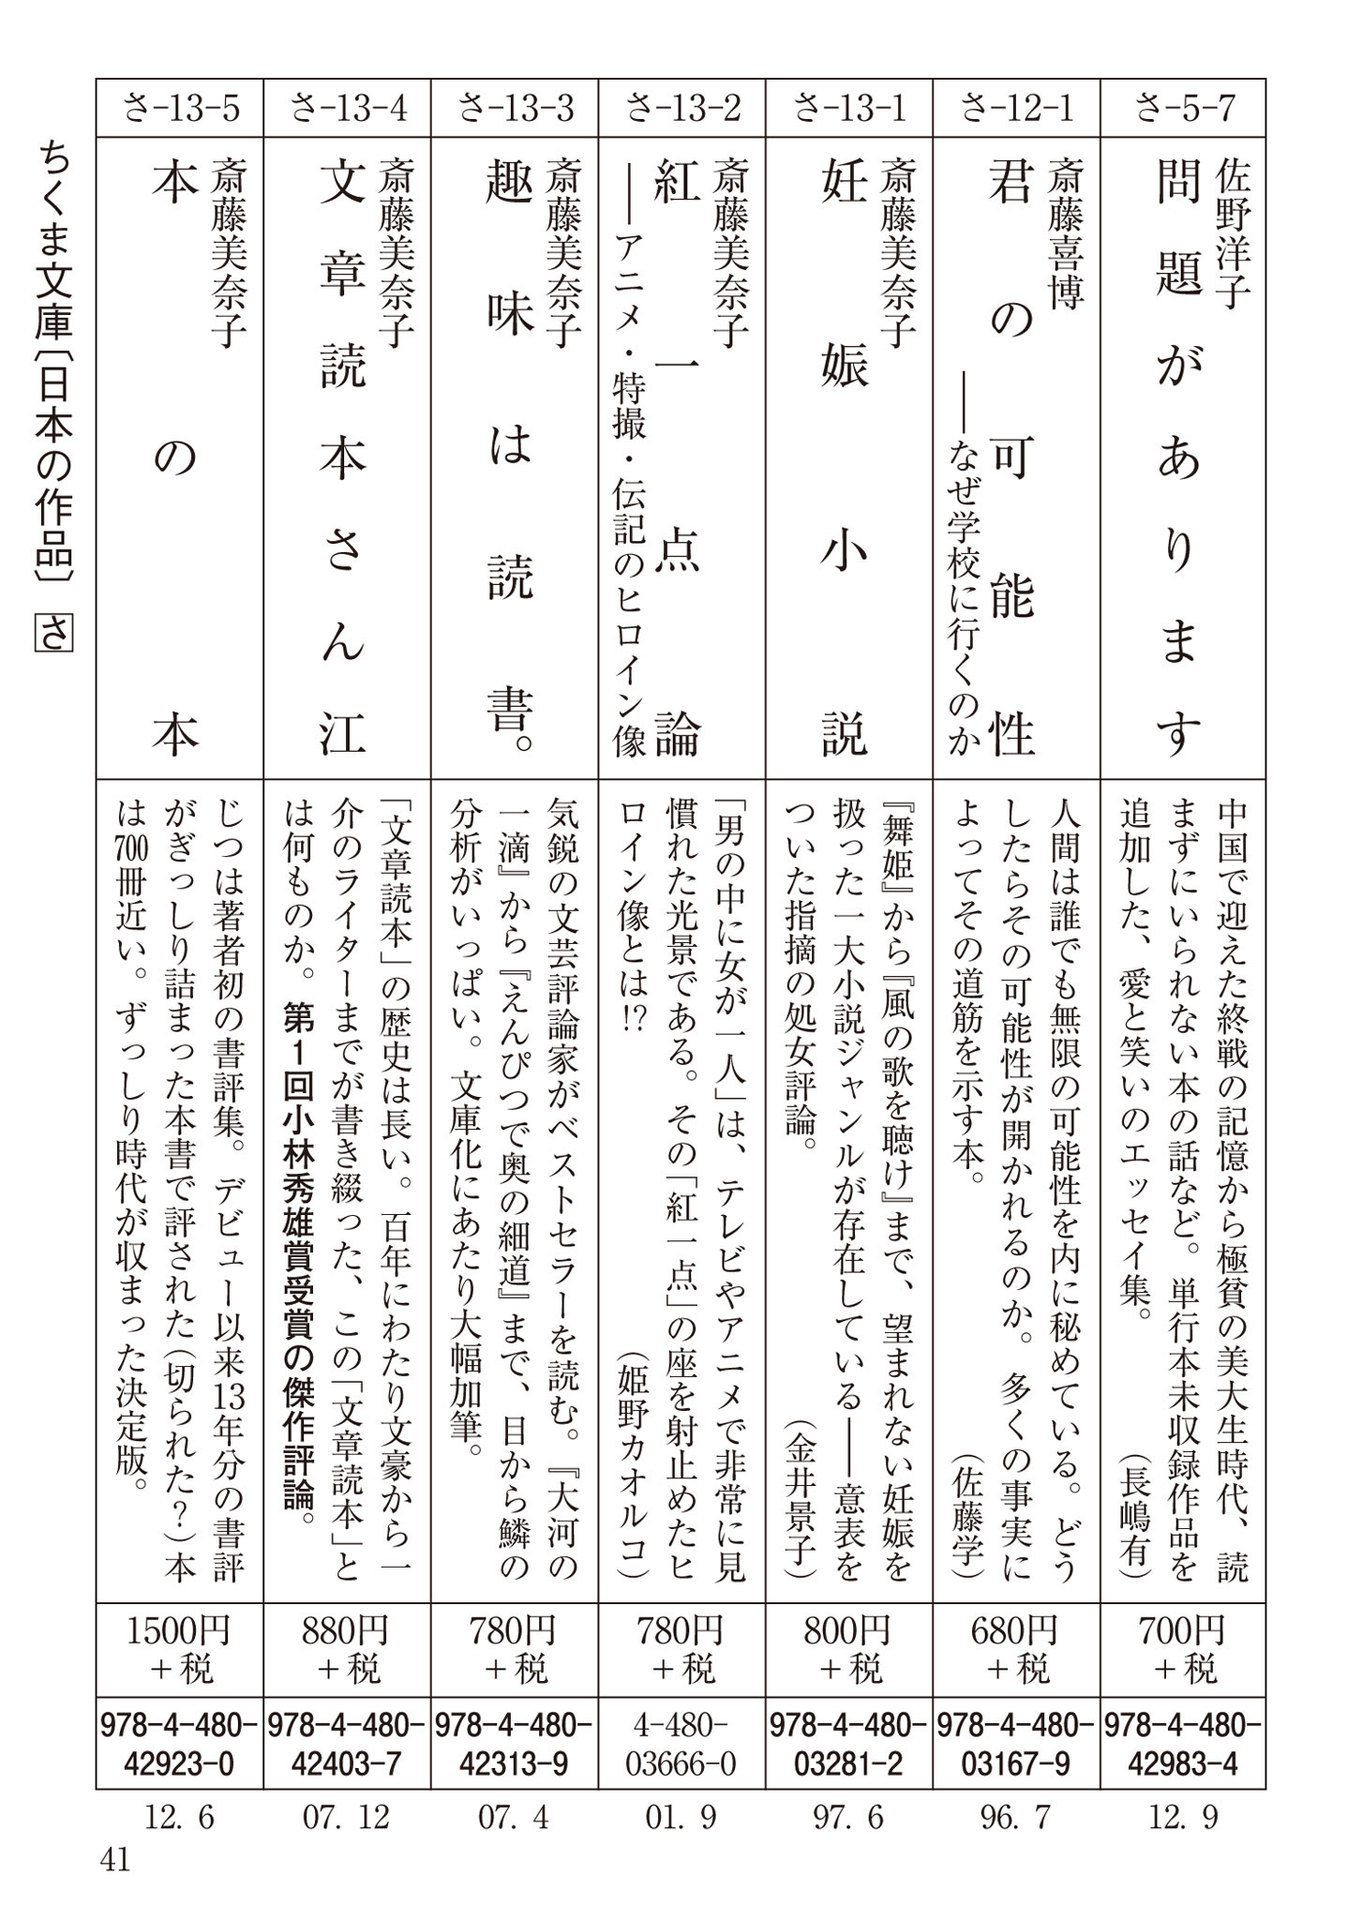 さ-5-7
佐野洋子
問題があります
中国で迎えた終戦の記憶から極貧の美大生時代、読
まずにいられない本の話など。単行本未収録作品を
追加した、愛と笑いのエッセイ集。（長嶋有）
700円
＋税
978-4-480-
42983-4
12. 9
さ-12-1
斎藤喜博
君の可能性
――なぜ学校に行くのか
人間は誰でも無限の可能性を内に秘めている。どう
したらその可能性が開かれるのか。多くの事実に
よってその道筋を示す本。（佐藤学）
680円
＋税
978-4-480-
03167-9
96. 7
さ-13-1
斎藤美奈子
妊娠小説
『舞姫』から『風の歌を聴け』まで、望まれない妊娠を
扱った一大小説ジャンルが存在している――意表を
ついた指摘の処女評論。（金井景子）
800円
＋税
978-4-480-
03281-2
97. 6
さ-13-2
斎藤美奈子
紅一点論
――アニメ・特撮・伝記のヒロイン像
「男の中に女が一人」は、テレビやアニメで非常に見
慣れた光景である。その「紅一点」の座を射止めたヒ
ロイン像とは!?（姫野カオルコ）
780円
＋税
4-480-
03666-0
01. 9
さ-13-3
斎藤美奈子
趣味は読書。
気鋭の文芸評論家がベストセラーを読む。『大河の
一滴』から『えんぴつで奥の細道』まで、目から鱗の
分析がいっぱい。文庫化にあたり大幅加筆。
780円
＋税
978-4-480-
42313-9
07. 4
さ-13-4
斎藤美奈子
文章読本さん江
「文章読本」の歴史は長い。百年にわたり文豪から一
介のライターまでが書き綴った、この「文章読本」と
は何ものか。第1回小林秀雄賞受賞の傑作評論。
880円
＋税
978-4-480-
42403-7
07. 12
さ-13-5
斎藤美奈子
本の本
じつは著者初の書評集。デビュー以来13年分の書評
がぎっしり詰まった本書で評された（切られた？）本
は700冊近い。ずっしり時代が収まった決定版。
1500円
＋税
978-4-480-
42923-0
12. 6
ちくま文庫〔日本の作品〕 さ
41